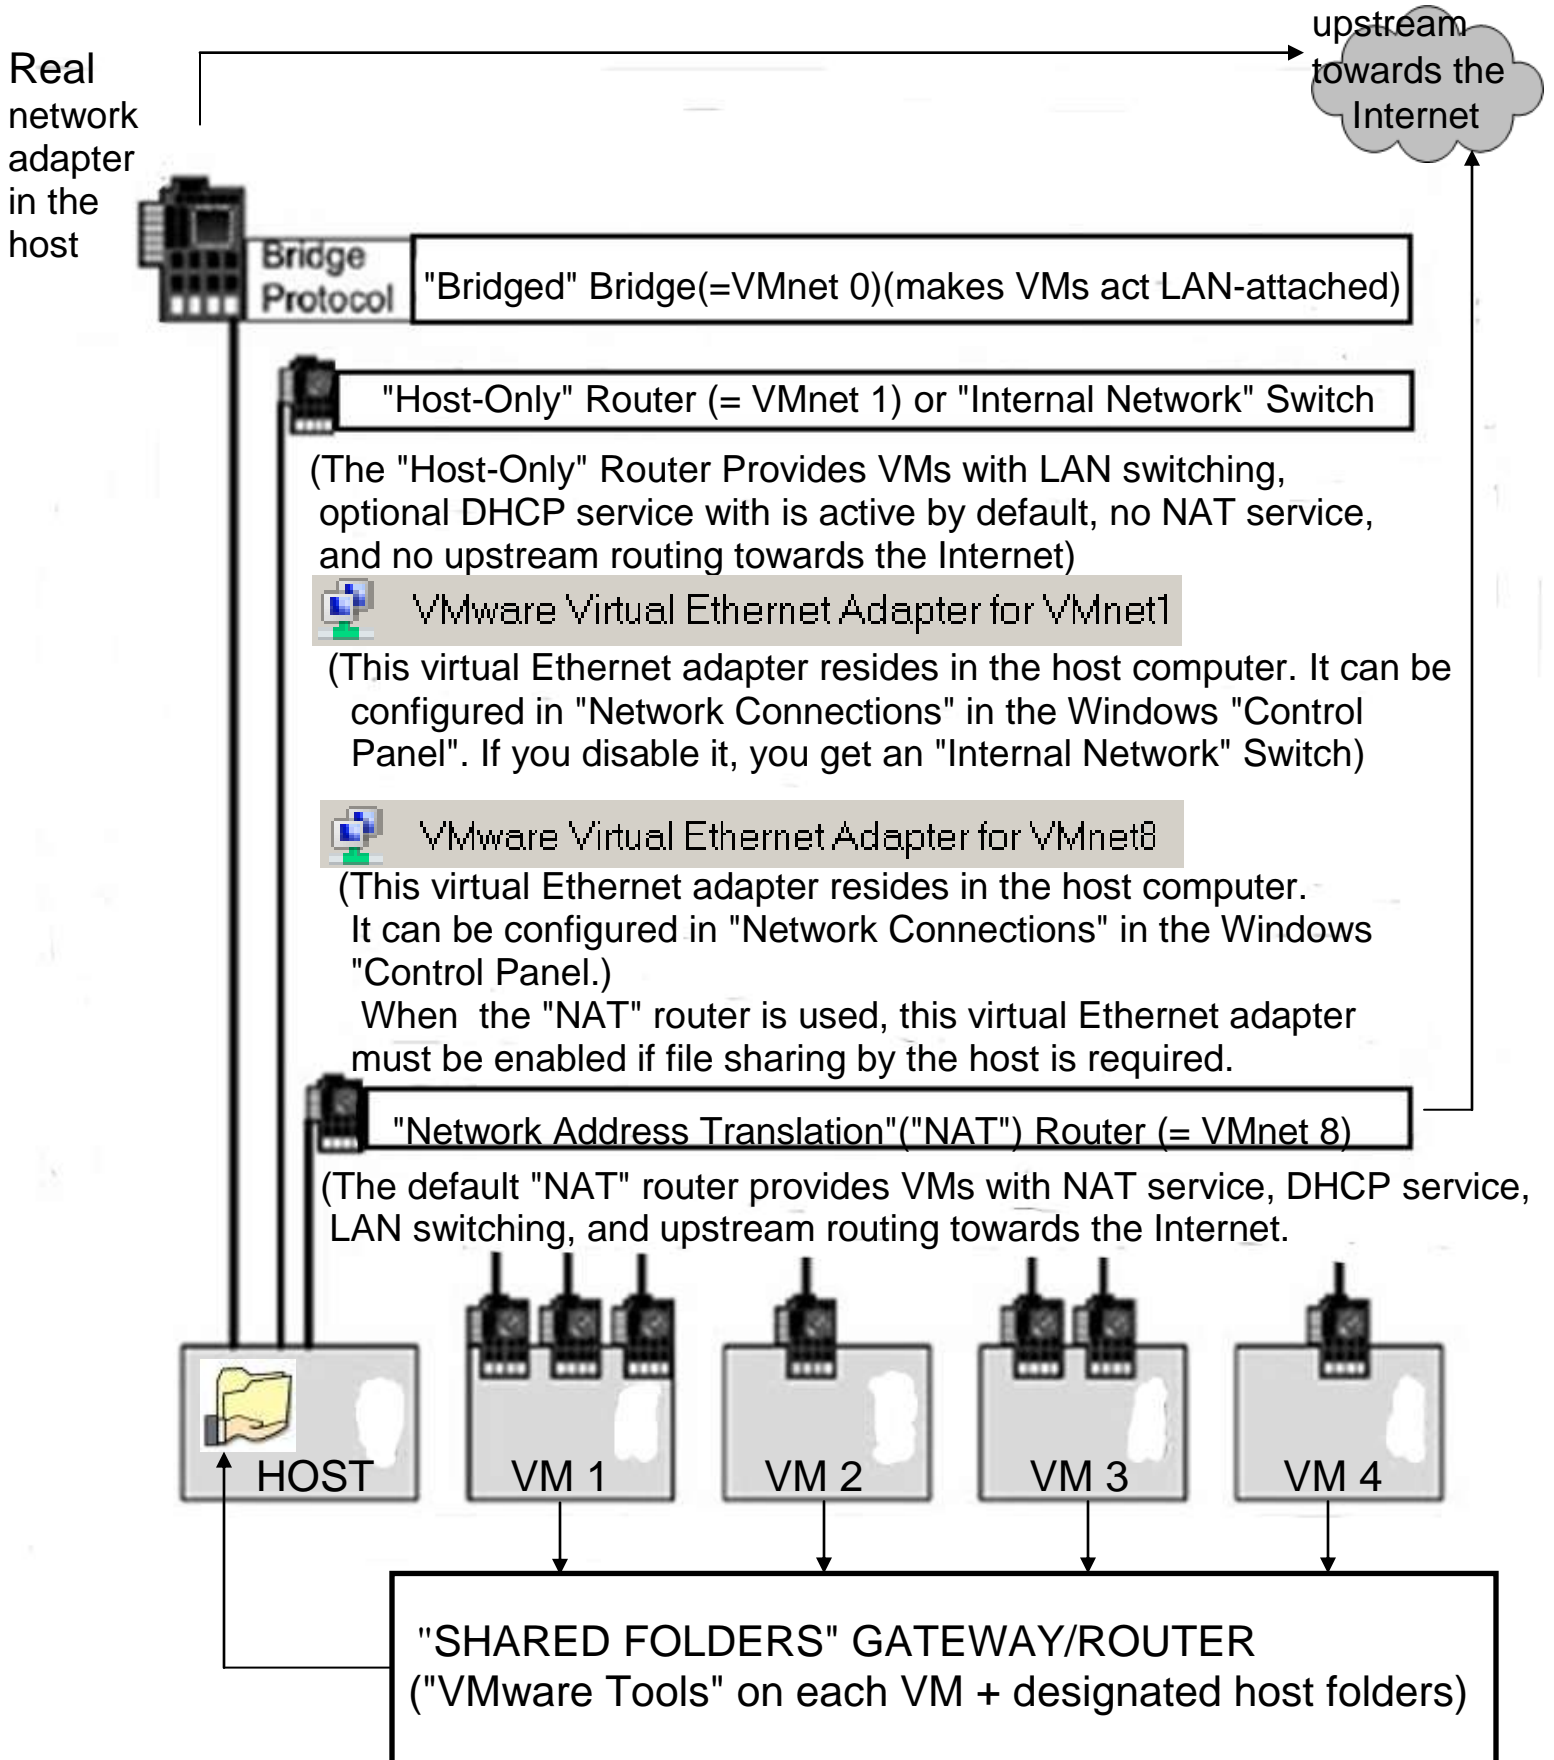 upstream
towards the
Internet
Real
network
adapter
in the
host
Bridge
Protocol
"Bridged" Bridge(=VMnet 0)(makes VMs act LAN-attached)
"Host-Only" Router (= VMnet 1) or "Internal Network" Switch
(The "Host-Only" Router Provides VMs with LAN switching,
optional DHCP service with is active by default, no NAT service,
and no upstream routing towards the Internet)
VMware Virtual Ethernet Adapter for VMnet1
(This virtual Ethernet adapter resides in the host computer. It can be
configured in "Network Connections" in the Windows "Control
Panel". If you disable it, you get an "Internal Network" Switch)
VMware Virtual Ethernet Adapter for VMnet8
(This virtual Ethernet adapter resides in the host computer.
It can be configured in "Network Connections" in the Windows
"Control Panel.)
When the "NAT" router is used, this virtual Ethernet adapter
must be enabled if file sharing by the host is required.
"Network Address Translation"("NAT") Router (= VMnet 8)
(The default "NAT" router provides VMs with NAT service, DHCP service,
LAN switching, and upstream routing towards the Internet.
HOST
VM 1
VM 2
VM 3
VM 4
"SHARED FOLDERS" GATEWAY/ROUTER
("VMware Tools" on each VM + designated host folders)